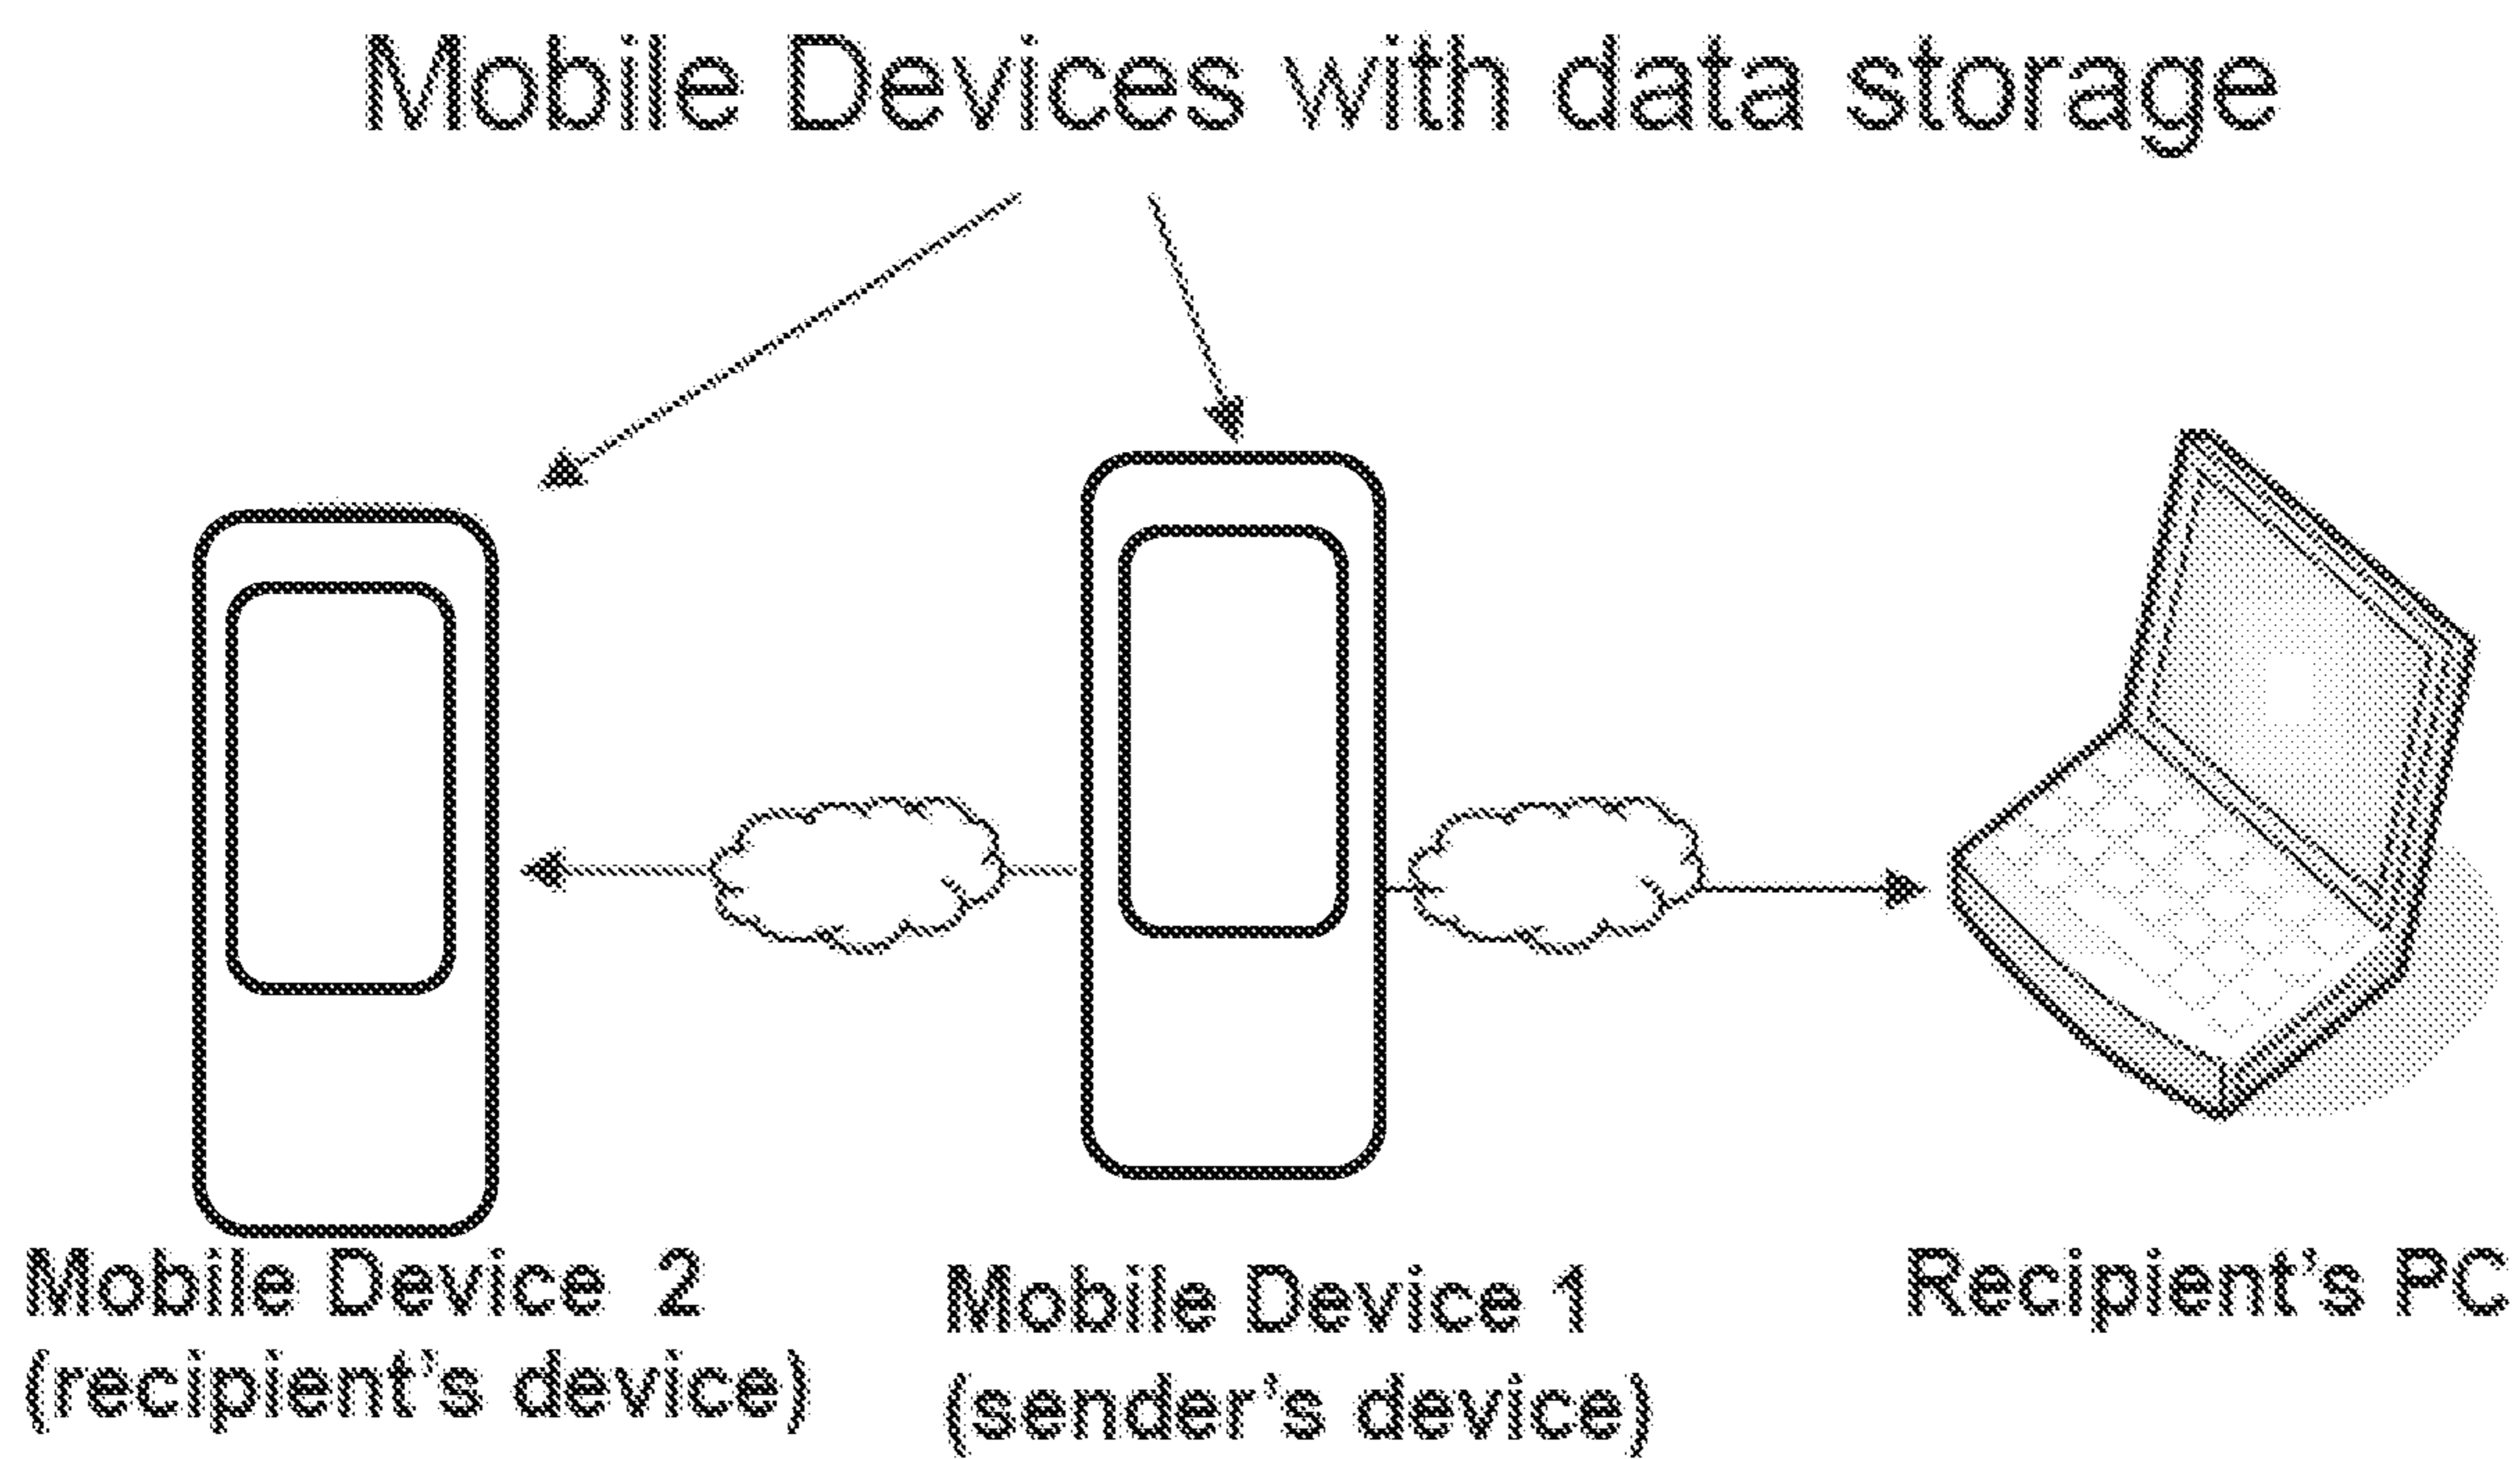 Mobile Devices with data storage
Mobile Device 2
(recipient's device)
Mobile Device 1
(sender's device)
Recipient's PC